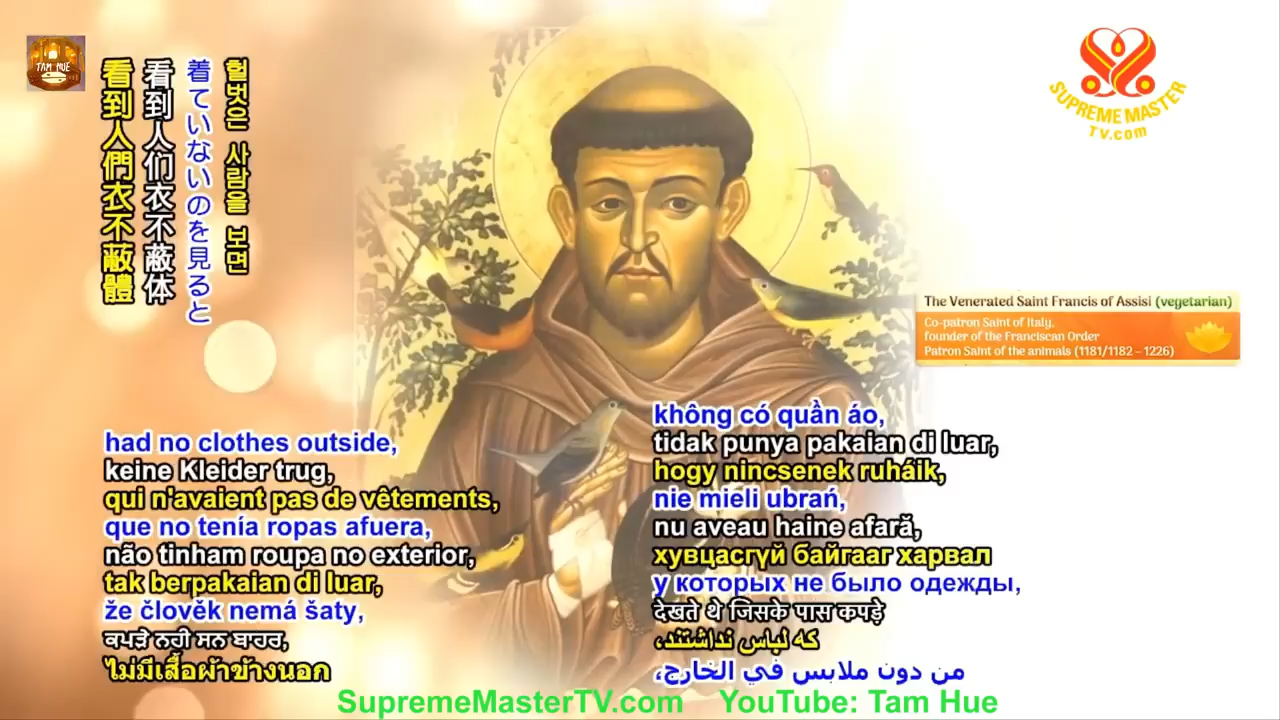 TAM HUE
看到人們衣不蔽體
看到人们衣不蔽体
着ていないのを見ると
헐벗은 사람을 보면
SUPREME MASTER
TV.com
The Venerated Saint Francis of Assisi (vegetarian)
Co-patron Saint of Italy,
founder of the Franciscan Order
Patron Saint of the animals (1181/1182 – 1226)
had no clothes outside,
keine Kleider trug,
qui n'avaient pas de vêtements,
que no tenía ropas afuera,
não tinham roupa no exterior,
tak berpakaian di luar,
že člověk nemá šaty,
ਕਪੜੇ ਨਹੀ ਸਨ ਬਾਹਰ,
ไม่มีเสื้อผ้าข้างนอก
không có quần áo,
tidak punya pakaian di luar,
hogy nincsenek ruháik,
nie mieli ubrań,
nu aveau haine afară,
хувцасгүй байгааг харвал
у которых не было одежды,
देखते थे जिसके पास कपड़े
که لباس نداشتند،
من دون ملابس في الخارج،
SupremeMasterTV.com YouTube: Tam Hue